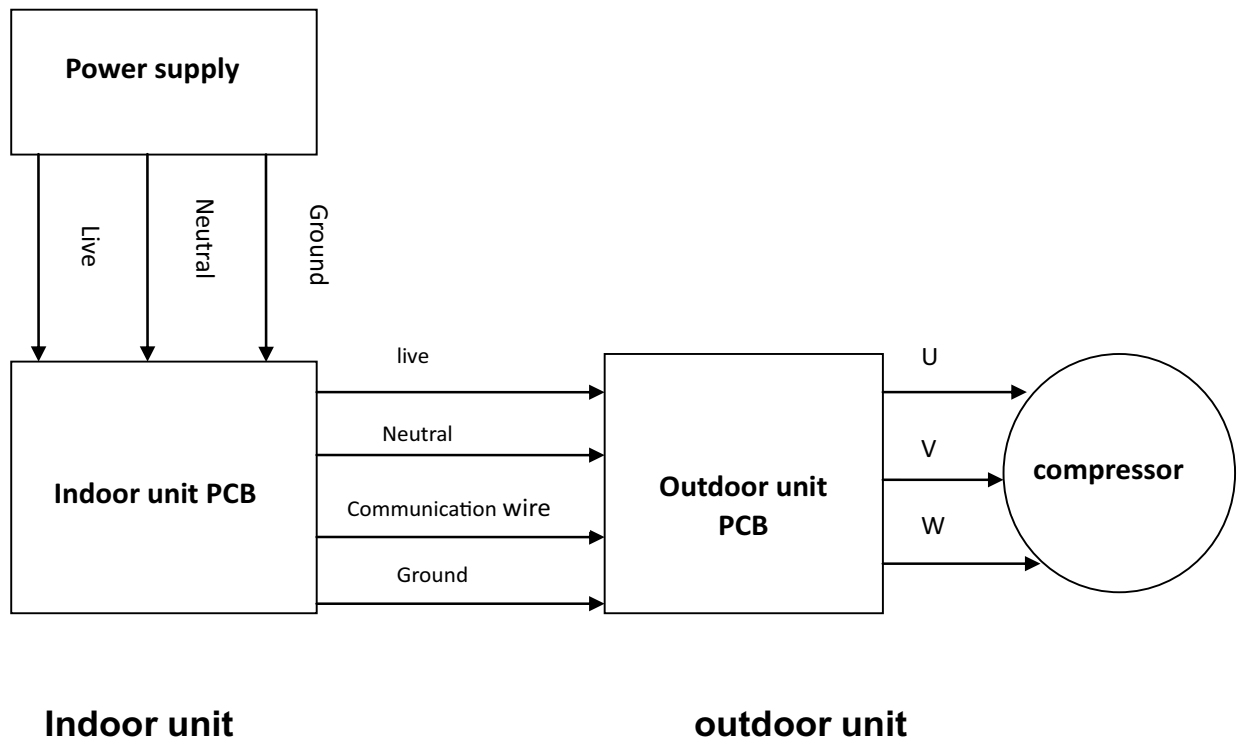 Power supply
Live
Neutral
Ground
live
Neutral
Communication wire
Ground
Indoor unit PCB
Outdoor unit
PCB
U
V
W
compressor
Indoor unit
outdoor unit